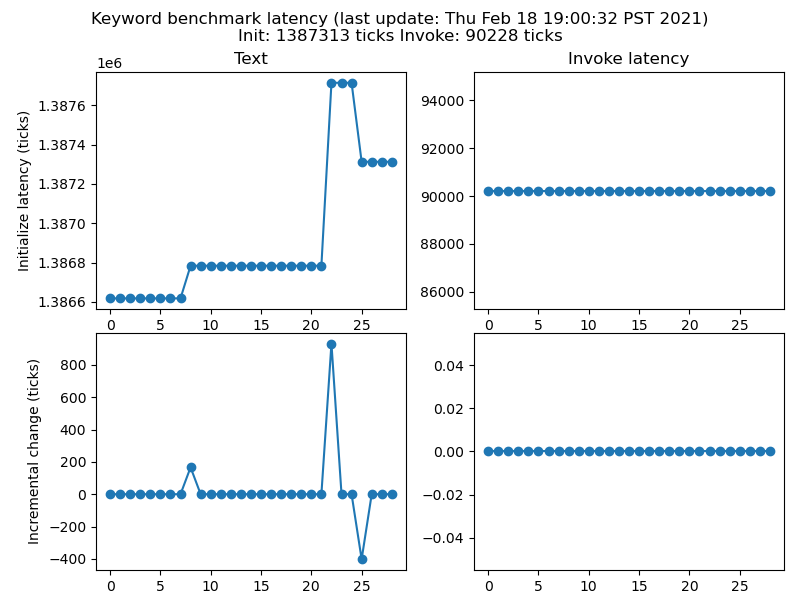 Keyword benchmark latency (last update: Thu Feb 18 19:00:32 PST 2021)
Init: 1387313 ticks Invoke: 90228 ticks
Text
1e6
Initialize latency (ticks)
1.3876
1.3874
1.3872
1.3870
1.3868
1.3866
0 5 10 15 20 25
Invoke latency
94000
92000
90000
88000
86000
0 5 10 15 20 25
Incremental change (ticks)
800
600
400
200
0
−200
−400
0 5 10 15 20 25
0.04
0.02
0.00
−0.02
−0.04
0 5 10 15 20 25